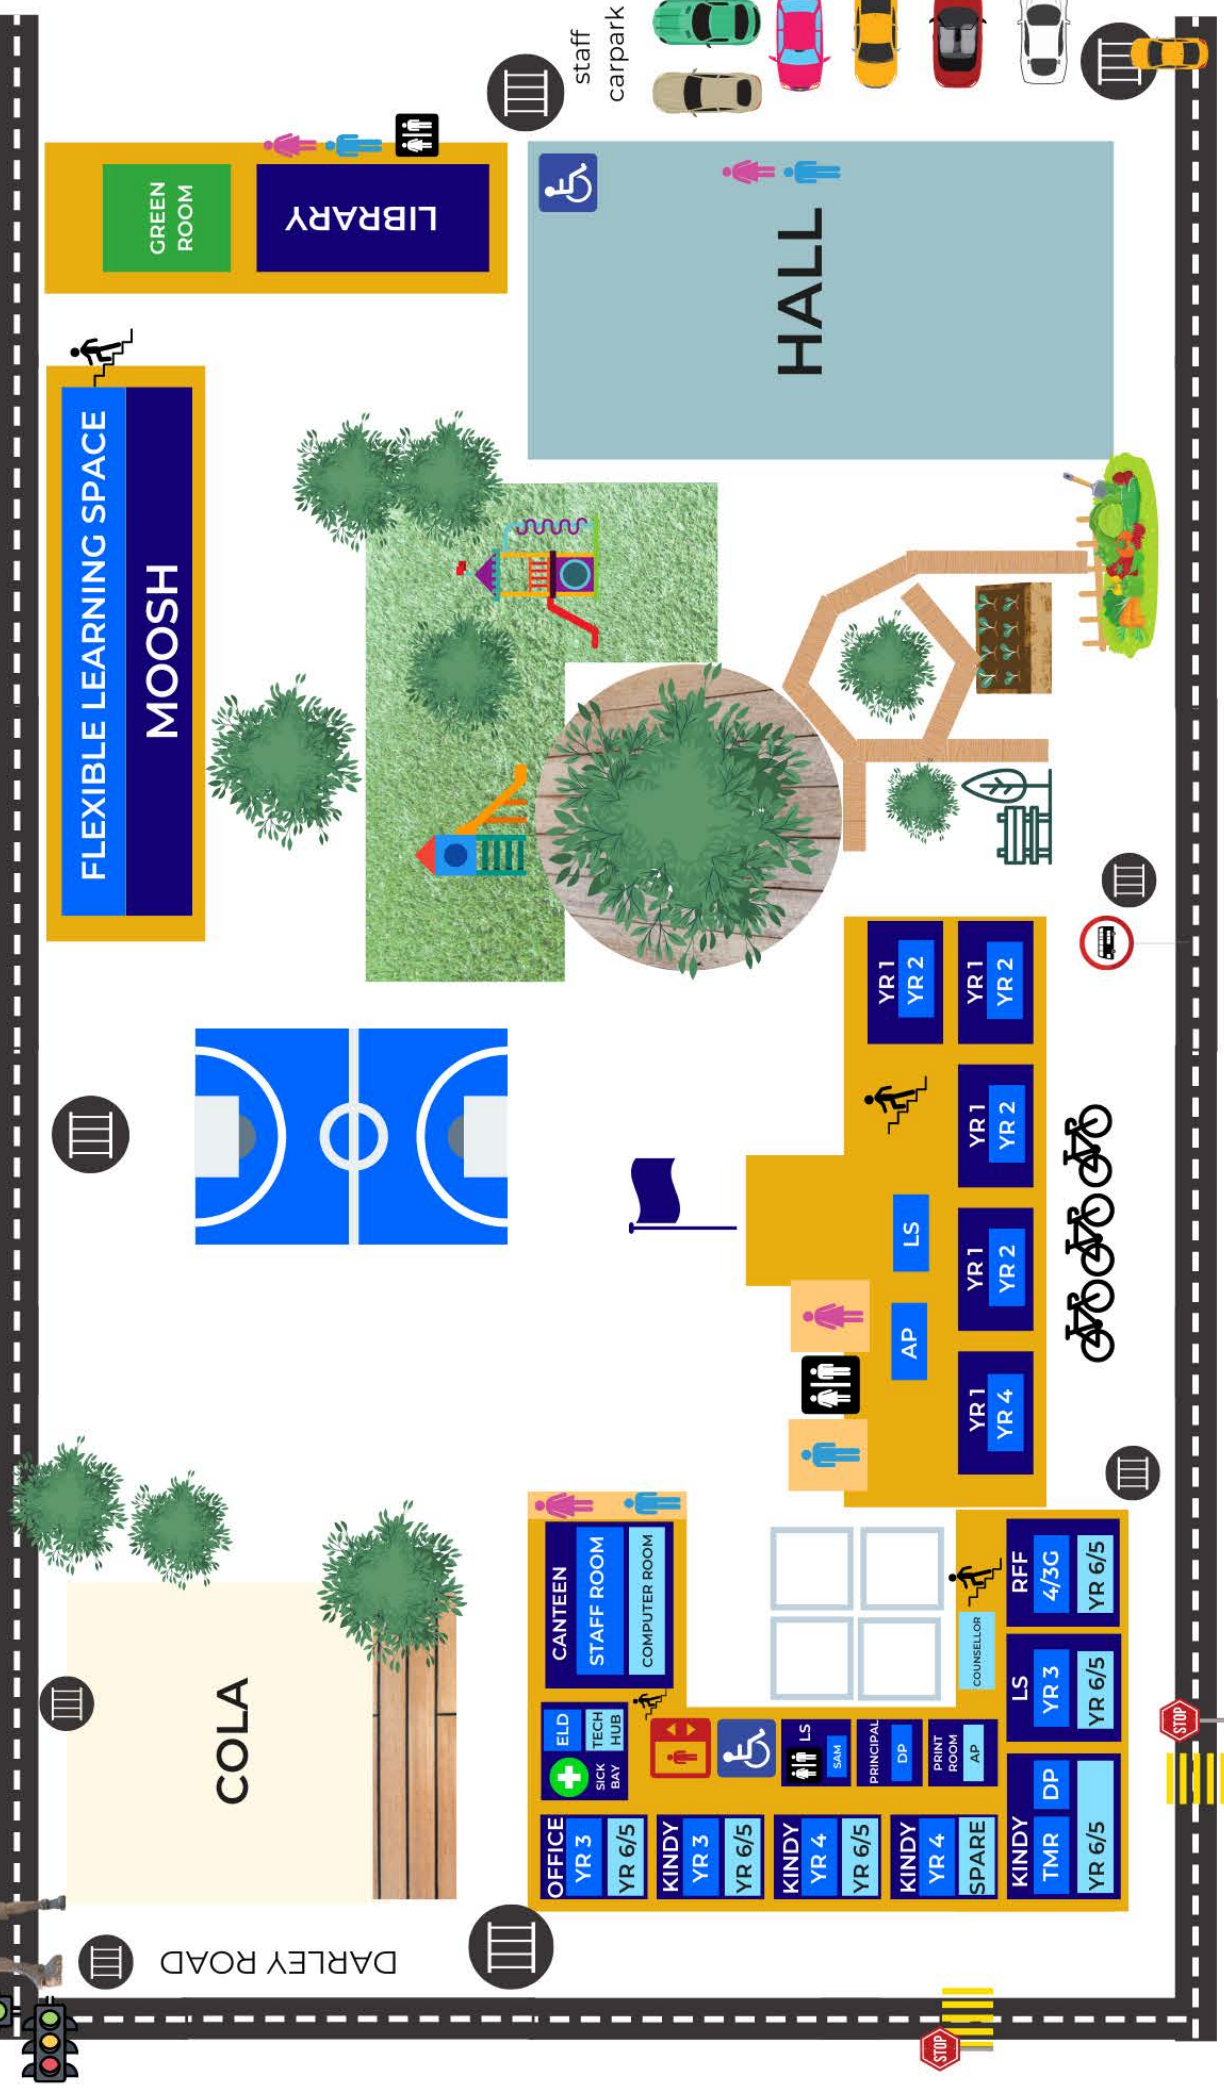 staff
carpark
GREEN
ROOM
LIBRARY
HALL
FLEXIBLE LEARNING SPACE
MOOSH
YR 1
YR 2
YR 1
YR 2
YR 1
YR 2
YR 1
YR 2
YR 1
YR 4
LS
AP
COLA
CANTEEN
STAFF ROOM
COMPUTER ROOM
ELD
TECH
HUB
SICK
BAY
LS
SAM
PRINCIPAL
DP
PRINT
ROOM
AP
COUNSELLOR
RFF
4/3G
YR 6/5
LS
YR 3
YR 6/5
OFFICE
YR 3
YR 6/5
KINDY
YR 3
YR 6/5
KINDY
YR 4
YR 6/5
KINDY
YR 4
SPARE
KINDY
TMR
DP
YR 6/5
DARLEY ROAD
STOP
STOP